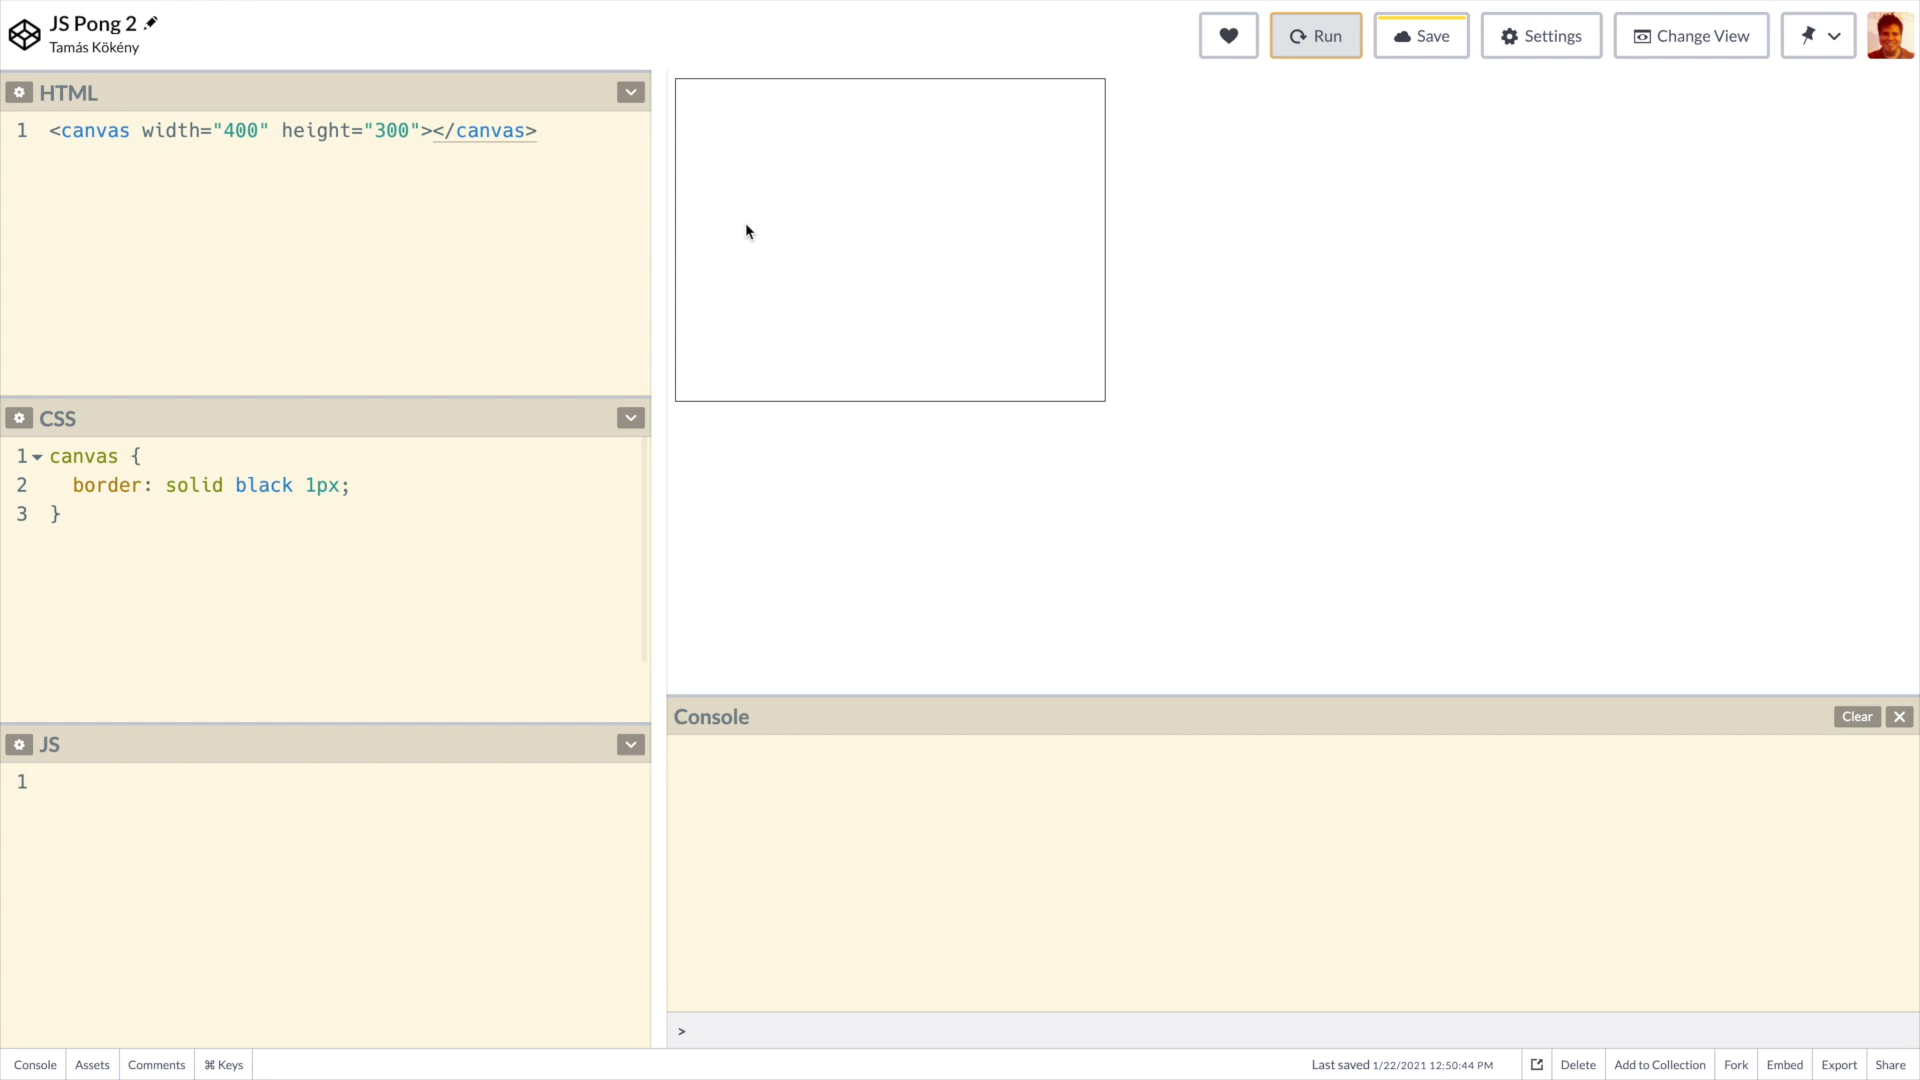 JS Pong 2
Tamás Kökény
Run
Save
Settings
Change View
HTML
1 <canvas width="400" height="300"></canvas>
CSS
1 canvas {
2 border: solid black 1px;
3 }
JS
1
Console
Clear
>
Console Assets Comments ⌘ Keys
Last saved 1/22/2021 12:50:44 PM
Delete Add to Collection Fork Embed Export Share